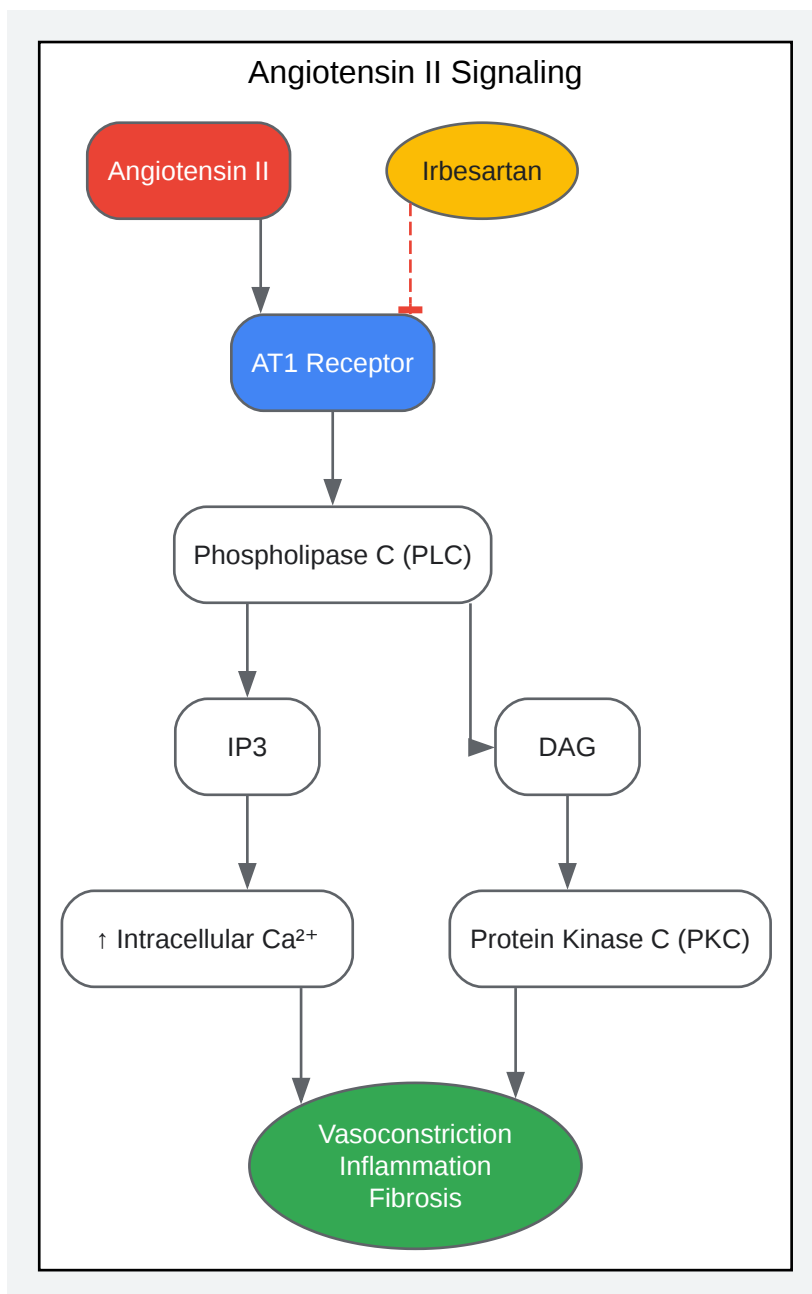 Angiotensin II Signaling
Angiotensin II
Irbesartan
AT1 Receptor
Phospholipase C (PLC)
IP3
DAG
↑ Intracellular Ca²⁺
Protein Kinase C (PKC)
Vasoconstriction
Inflammation
Fibrosis